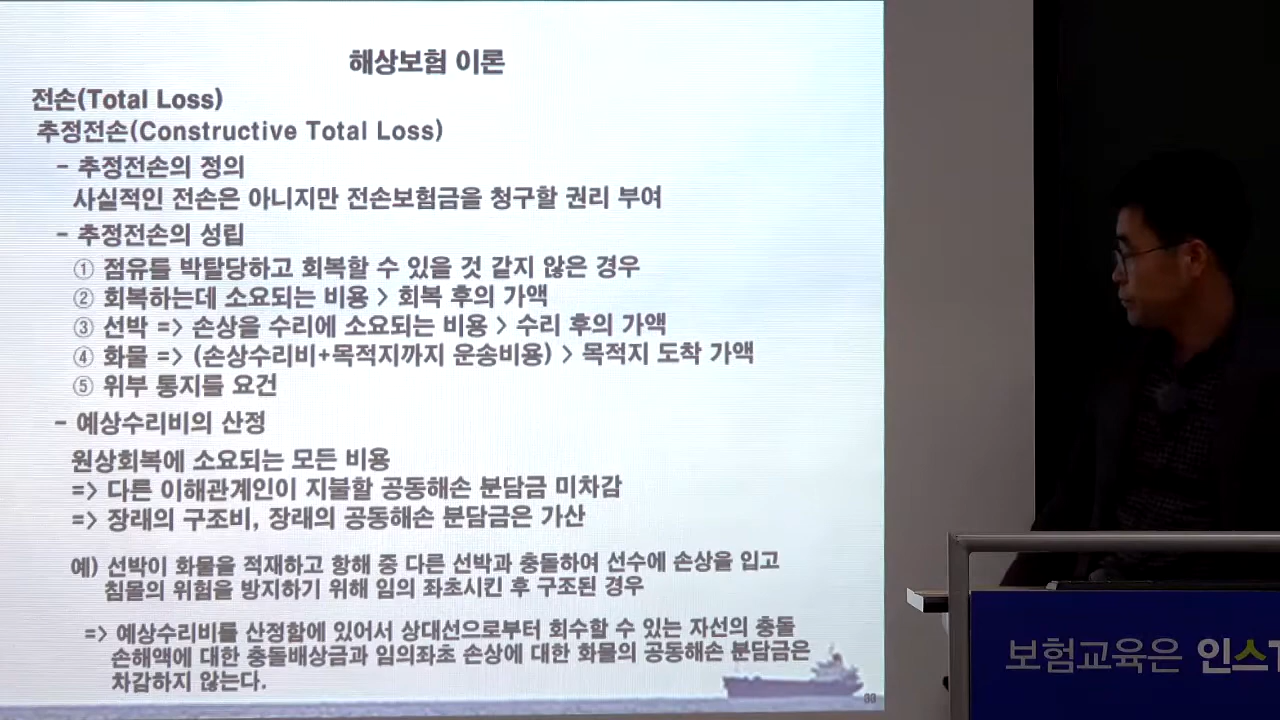 해상보험 이론
전손(Total Loss)
추정전손(Constructive Total Loss)
- 추정전손의 정의
사실적인 전손은 아니지만 전손보험금을 청구할 권리 부여
- 추정전손의 성립
① 점유를 박탈당하고 회복할 수 있을 것 같지 않은 경우
② 회복하는데 소요되는 비용 > 회복 후의 가액
③ 선박 => 손상을 수리에 소요되는 비용 > 수리 후의 가액
④ 화물 => (손상수리비+목적지까지 운송비용) > 목적지 도착 가액
⑤ 위부 통지를 요건
- 예상수리비의 산정
원상회복에 소요되는 모든 비용
=> 다른 이해관계인이 지불할 공동해손 분담금 미차감
=> 장래의 구조비, 장래의 공동해손 분담금은 가산
예) 선박이 화물을 적재하고 항해 중 다른 선박과 충돌하여 선수에 손상을 입고
침몰의 위험을 방지하기 위해 임의 좌초시킨 후 구조된 경우
=> 예상수리비를 산정함에 있어서 상대선으로부터 회수할 수 있는 자선의 충돌
손해액에 대한 충돌배상금과 임의좌초 손상에 대한 화물의 공동해손 분담금은
차감하지 않는다.
보험교육은 인스